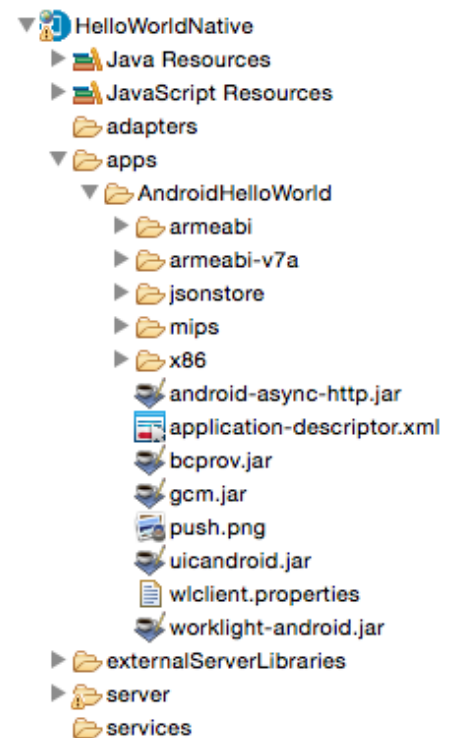 HelloWorldNative
Java Resources
JavaScript Resources
adapters
apps
AndroidHelloWorld
armeabi
armeabi-v7a
jsonstore
mips
x86
android-async-http.jar
application-descriptor.xml
bcprov.jar
gcm.jar
push.png
uicandroid.jar
wlclient.properties
worklight-android.jar
externalServerLibraries
server
services